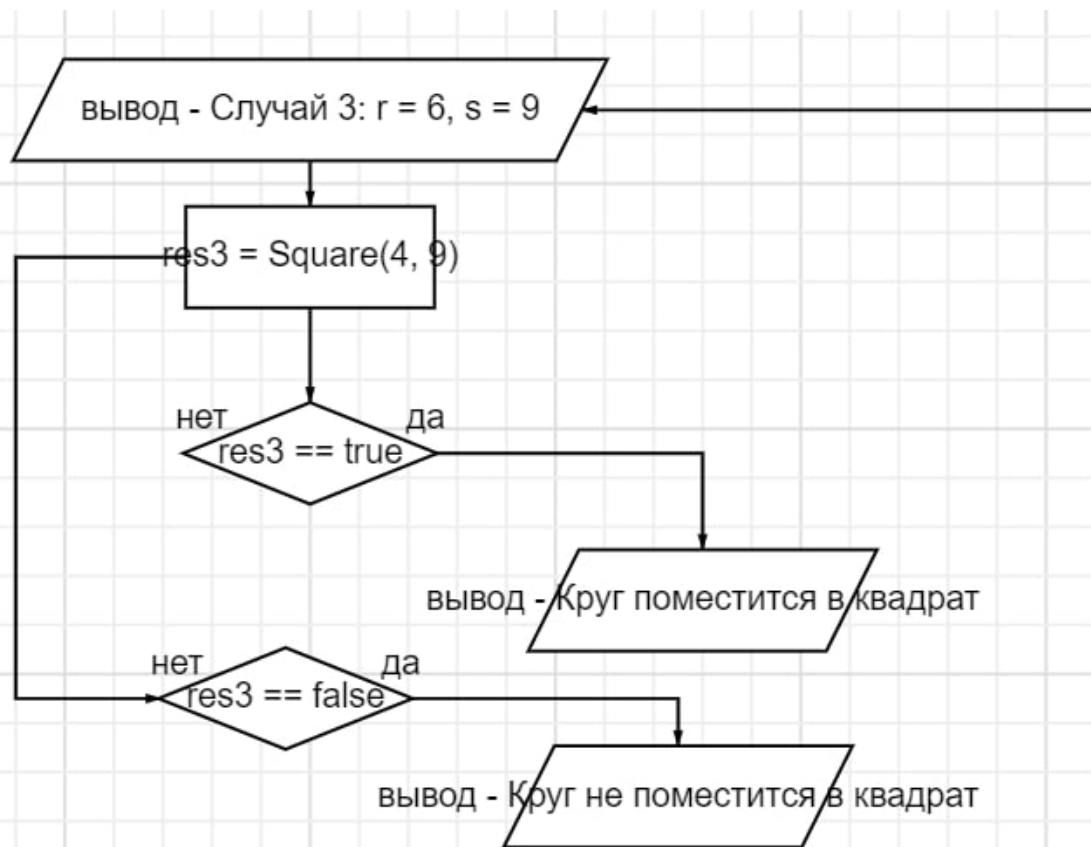 вывод - Случай 3: r = 6, s = 9
res3 = Square(4, 9)
нет
да
res3 == true
вывод - Круг поместится в квадрат
нет
да
res3 == false
вывод - Круг не поместится в квадрат